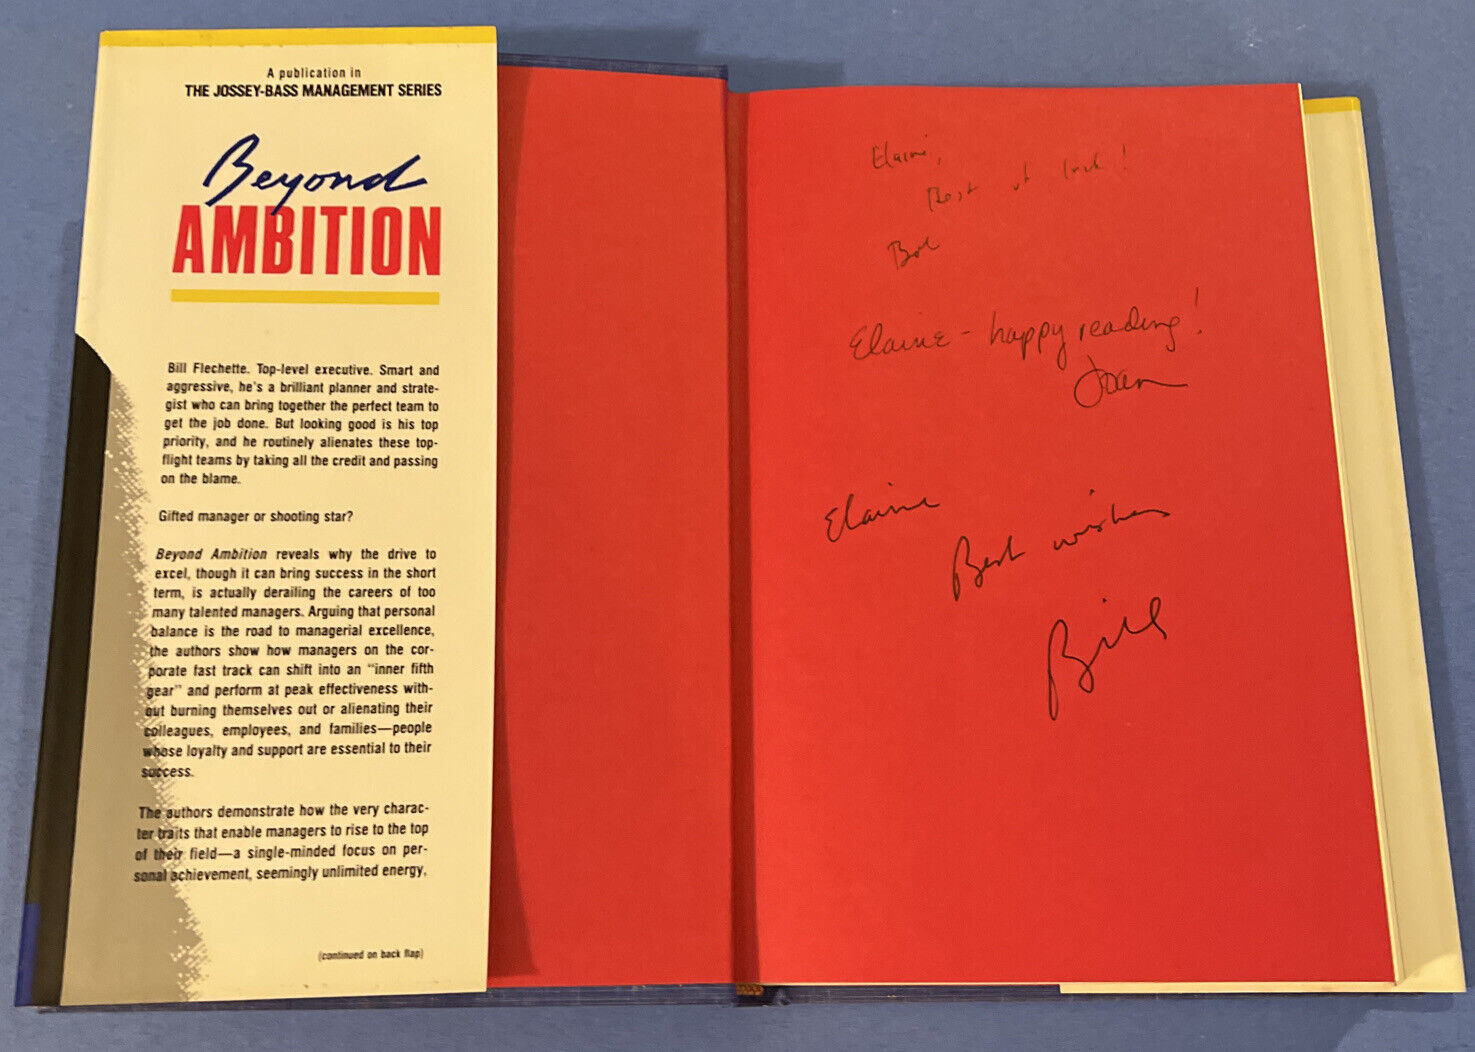 A publication in
THE JOSSEY-BASS MANAGEMENT SERIES
Beyond
AMBITION
Bill Flechette. Top-level executive. Smart and
aggressive, he's a brilliant planner and strate-
gist who can bring together the perfect team to
get the job done. But looking good is his top
priority, and he routinely alienates these top-
flight teams by taking all the credit and passing
on the blame.
Gifted manager or shooting star?
Beyond Ambition reveals why the drive to
excel, though it can bring success in the short
term, is actually derailing the careers of too
many talented managers. Arguing that personal
balance is the road to managerial excellence,
the authors show how managers on the cor-
porate fast track can shift into an "inner fifth
gear" and perform at peak effectiveness with-
out burning themselves out or alienating their
colleagues, employees, and families—people
whose loyalty and support are essential to their
success.
The authors demonstrate how the very charac-
ter traits that enable managers to rise to the top
of their field—a single-minded focus on per-
sonal achievement, seemingly unlimited energy,
(continued on back flap)
Elaine,
Best of luck!
Bob
Elaine - happy reading!
Joan
Elaine
Best wishes
Bill